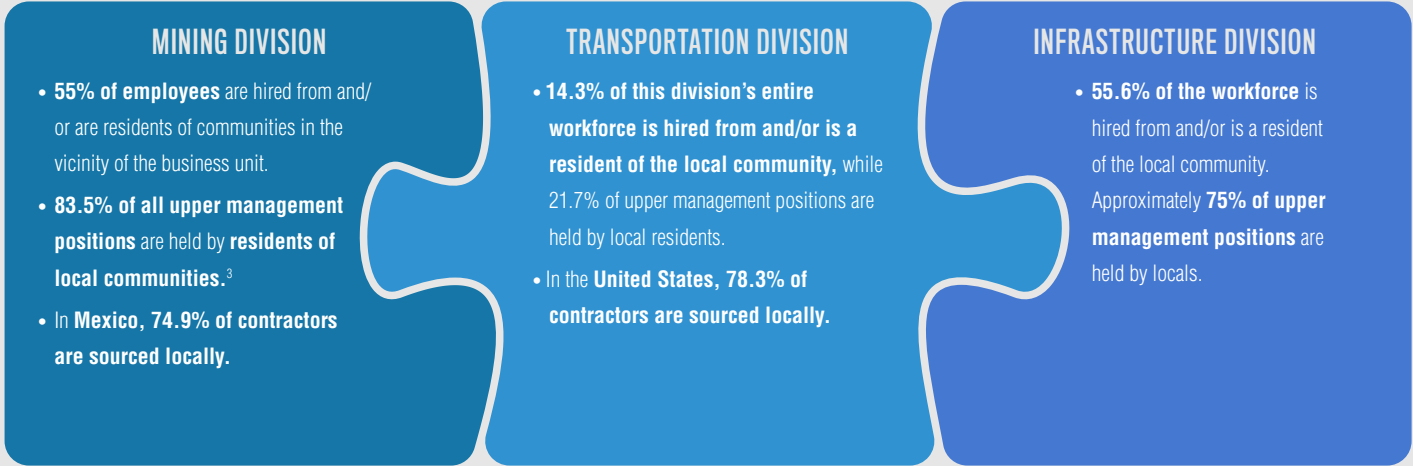 MINING DIVISION
• 55% of employees are hired from and/
or are residents of communities in the
vicinity of the business unit.
• 83.5% of all upper management
positions are held by residents of
local communities.3
• In Mexico, 74.9% of contractors
are sourced locally.
TRANSPORTATION DIVISION
• 14.3% of this division's entire
workforce is hired from and/or is a
resident of the local community, while
21.7% of upper management positions are
held by local residents.
• In the United States, 78.3% of
contractors are sourced locally.
INFRASTRUCTURE DIVISION
• 55.6% of the workforce is
hired from and/or is a resident
of the local community.
Approximately 75% of upper
management positions are
held by locals.